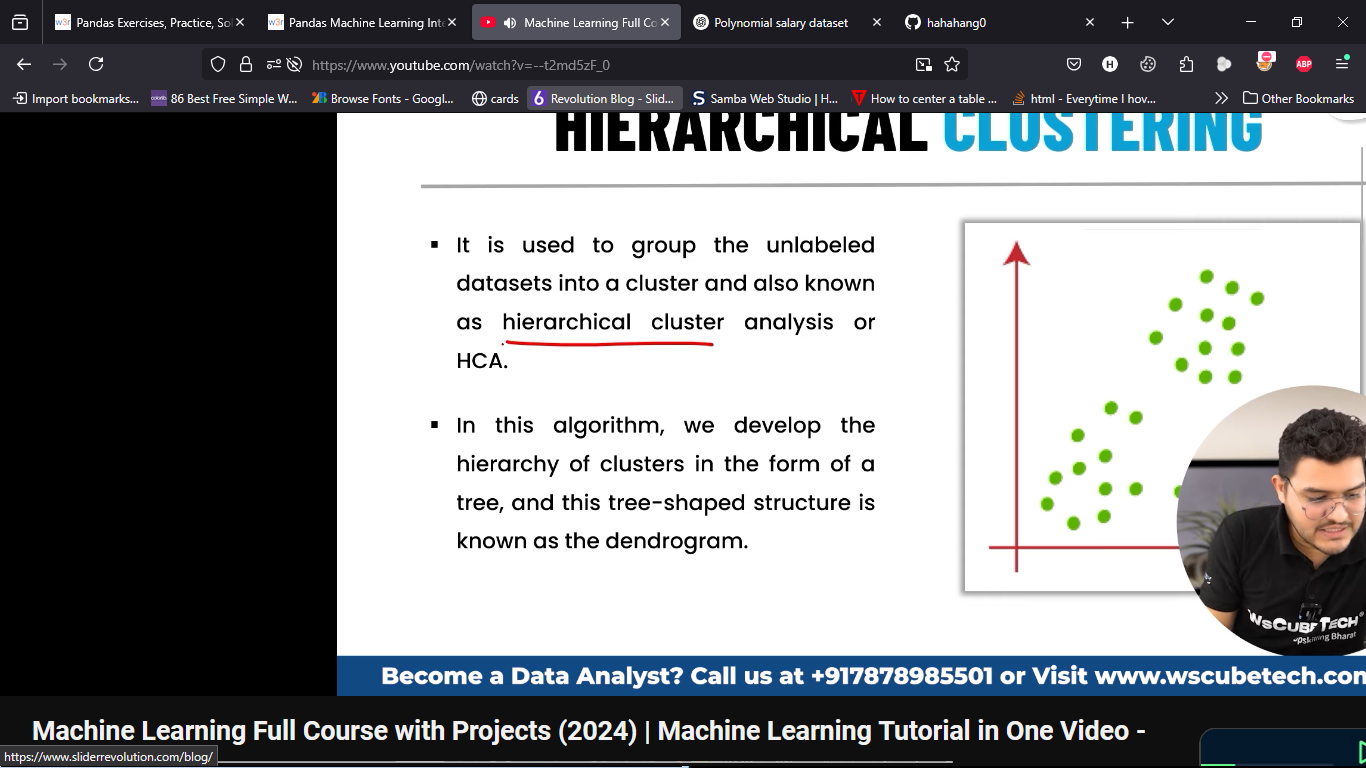 Pandas Exercises, Practice, Sol
Pandas Machine Learning Inte
Machine Learning Full Co
Polynomial salary dataset
hahahang0
https://www.youtube.com/watch?v=--t2md5zF_0
Import bookmarks...
86 Best Free Simple W...
Browse Fonts - Googl...
cards
Revolution Blog - Slid...
Samba Web Studio | H...
How to center a table ...
html - Everytime I hov...
Other Bookmarks
HIERARCHICAL CLUSTERING
▪ It is used to group the unlabeled
datasets into a cluster and also known
as hierarchical cluster analysis or
HCA.
▪ In this algorithm, we develop the
hierarchy of clusters in the form of a
tree, and this tree-shaped structure is
known as the dendrogram.
WSCUBETECH
Bharat
Become a Data Analyst? Call us at +917878985501 or Visit www.wscubetech.com
Machine Learning Full Course with Projects (2024) | Machine Learning Tutorial in One Video -
https://www.sliderrevolution.com/blog/